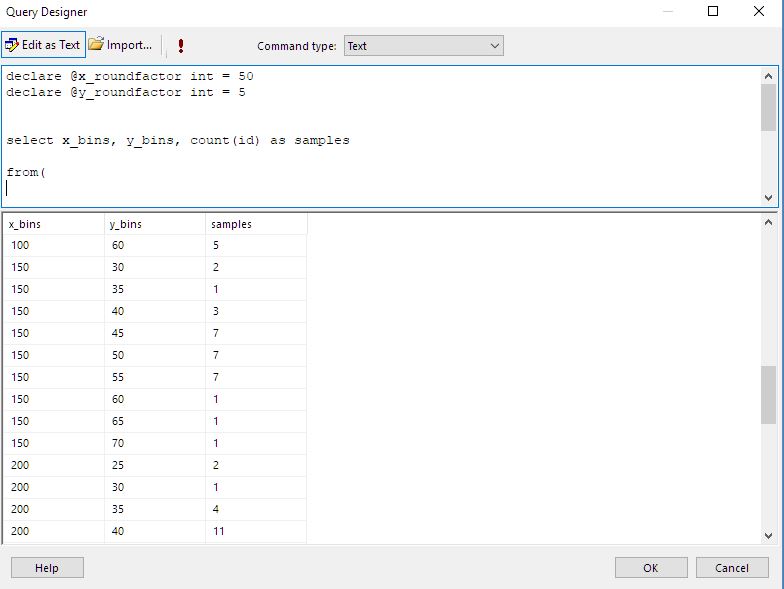 Query Designer
Edit as Text Import... ! Command type: Text
declare @x_roundfactor int = 50
declare @y_roundfactor int = 5
select x_bins, y_bins, count(id) as samples
from(
x_bins y_bins samples
100 60 5
150 30 2
150 35 1
150 40 3
150 45 7
150 50 7
150 55 7
150 60 1
150 65 1
150 70 1
200 25 2
200 30 1
200 35 4
200 40 11
Help OK Cancel